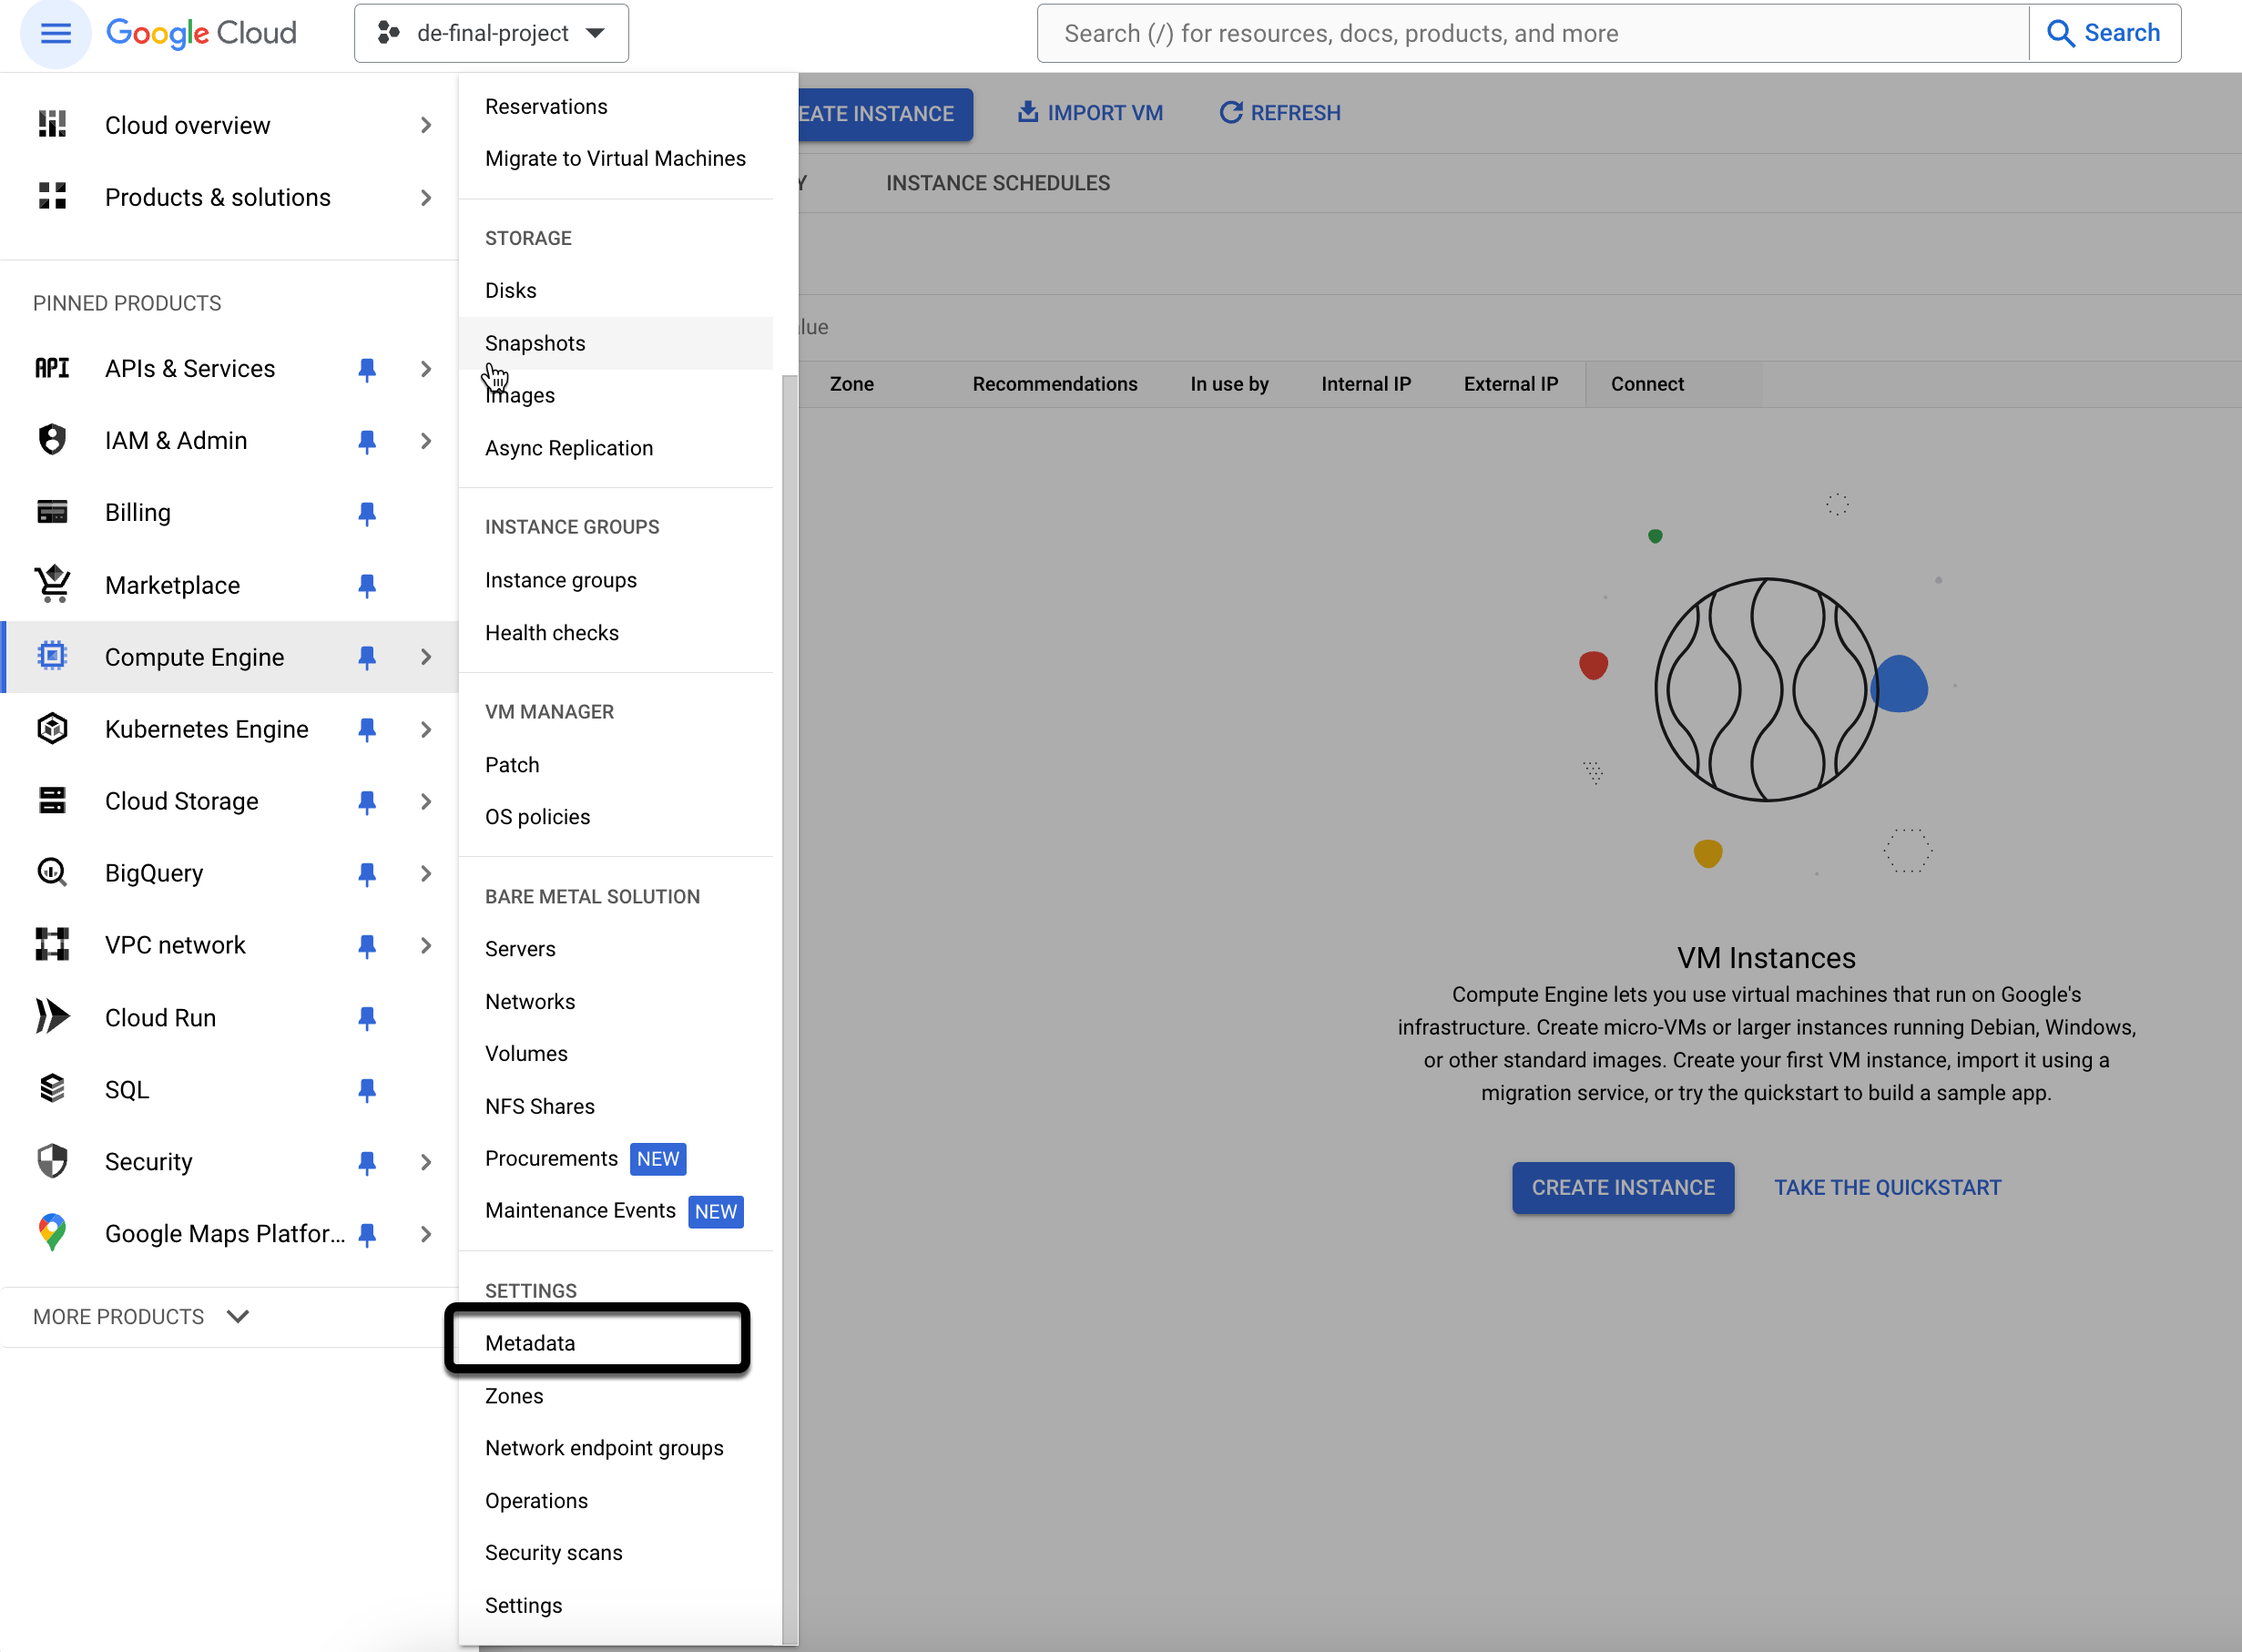 Google Cloud
de-final-project
Search (/) for resources, docs, products, and more
Search
Cloud overview
Products & solutions
PINNED PRODUCTS
API
APIs & Services
IAM & Admin
Billing
Marketplace
Compute Engine
Kubernetes Engine
Cloud Storage
BigQuery
VPC network
Cloud Run
SQL
Security
Google Maps Platfor...
MORE PRODUCTS
Reservations
Migrate to Virtual Machines
STORAGE
Disks
Snapshots
Images
Async Replication
INSTANCE GROUPS
Instance groups
Health checks
VM MANAGER
Patch
OS policies
BARE METAL SOLUTION
Servers
Networks
Volumes
NFS Shares
Procurements NEW
Maintenance Events NEW
SETTINGS
Metadata
Zones
Network endpoint groups
Operations
Security scans
Settings
EATE INSTANCE
IMPORT VM
REFRESH
Y
INSTANCE SCHEDULES
lue
Zone
Recommendations
In use by
Internal IP
External IP
Connect
VM Instances
Compute Engine lets you use virtual machines that run on Google's
infrastructure. Create micro-VMs or larger instances running Debian, Windows,
or other standard images. Create your first VM instance, import it using a
migration service, or try the quickstart to build a sample app.
CREATE INSTANCE
TAKE THE QUICKSTART